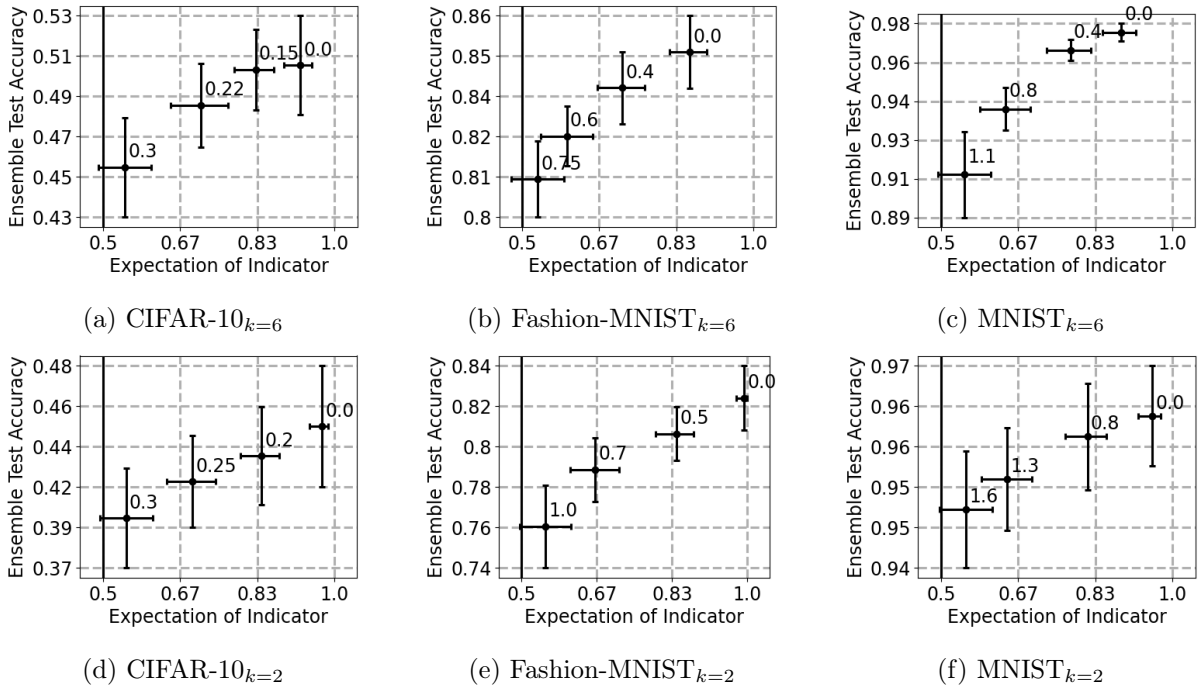 Ensemble Test Accuracy
0.53
0.51
0.49
0.47
0.45
0.43
0.3
0.22
0.15
0.0
0.5 0.67 0.83 1.0
Expectation of Indicator
(a) CIFAR-10k=6
Ensemble Test Accuracy
0.86
0.85
0.84
0.82
0.81
0.8
0.75
0.6
0.4
0.0
0.5 0.67 0.83 1.0
Expectation of Indicator
(b) Fashion-MNISTk=6
Ensemble Test Accuracy
0.98
0.96
0.94
0.93
0.91
0.89
1.1
0.8
0.4
0.0
0.5 0.67 0.83 1.0
Expectation of Indicator
(c) MNISTk=6
Ensemble Test Accuracy
0.48
0.46
0.44
0.42
0.39
0.37
0.3
0.25
0.2
0.0
0.5 0.67 0.83 1.0
Expectation of Indicator
(d) CIFAR-10k=2
Ensemble Test Accuracy
0.84
0.82
0.8
0.78
0.76
0.74
1.0
0.7
0.5
0.0
0.5 0.67 0.83 1.0
Expectation of Indicator
(e) Fashion-MNISTk=2
Ensemble Test Accuracy
0.97
0.96
0.96
0.95
0.95
0.94
1.6
1.3
0.8
0.0
0.5 0.67 0.83 1.0
Expectation of Indicator
(f) MNISTk=2